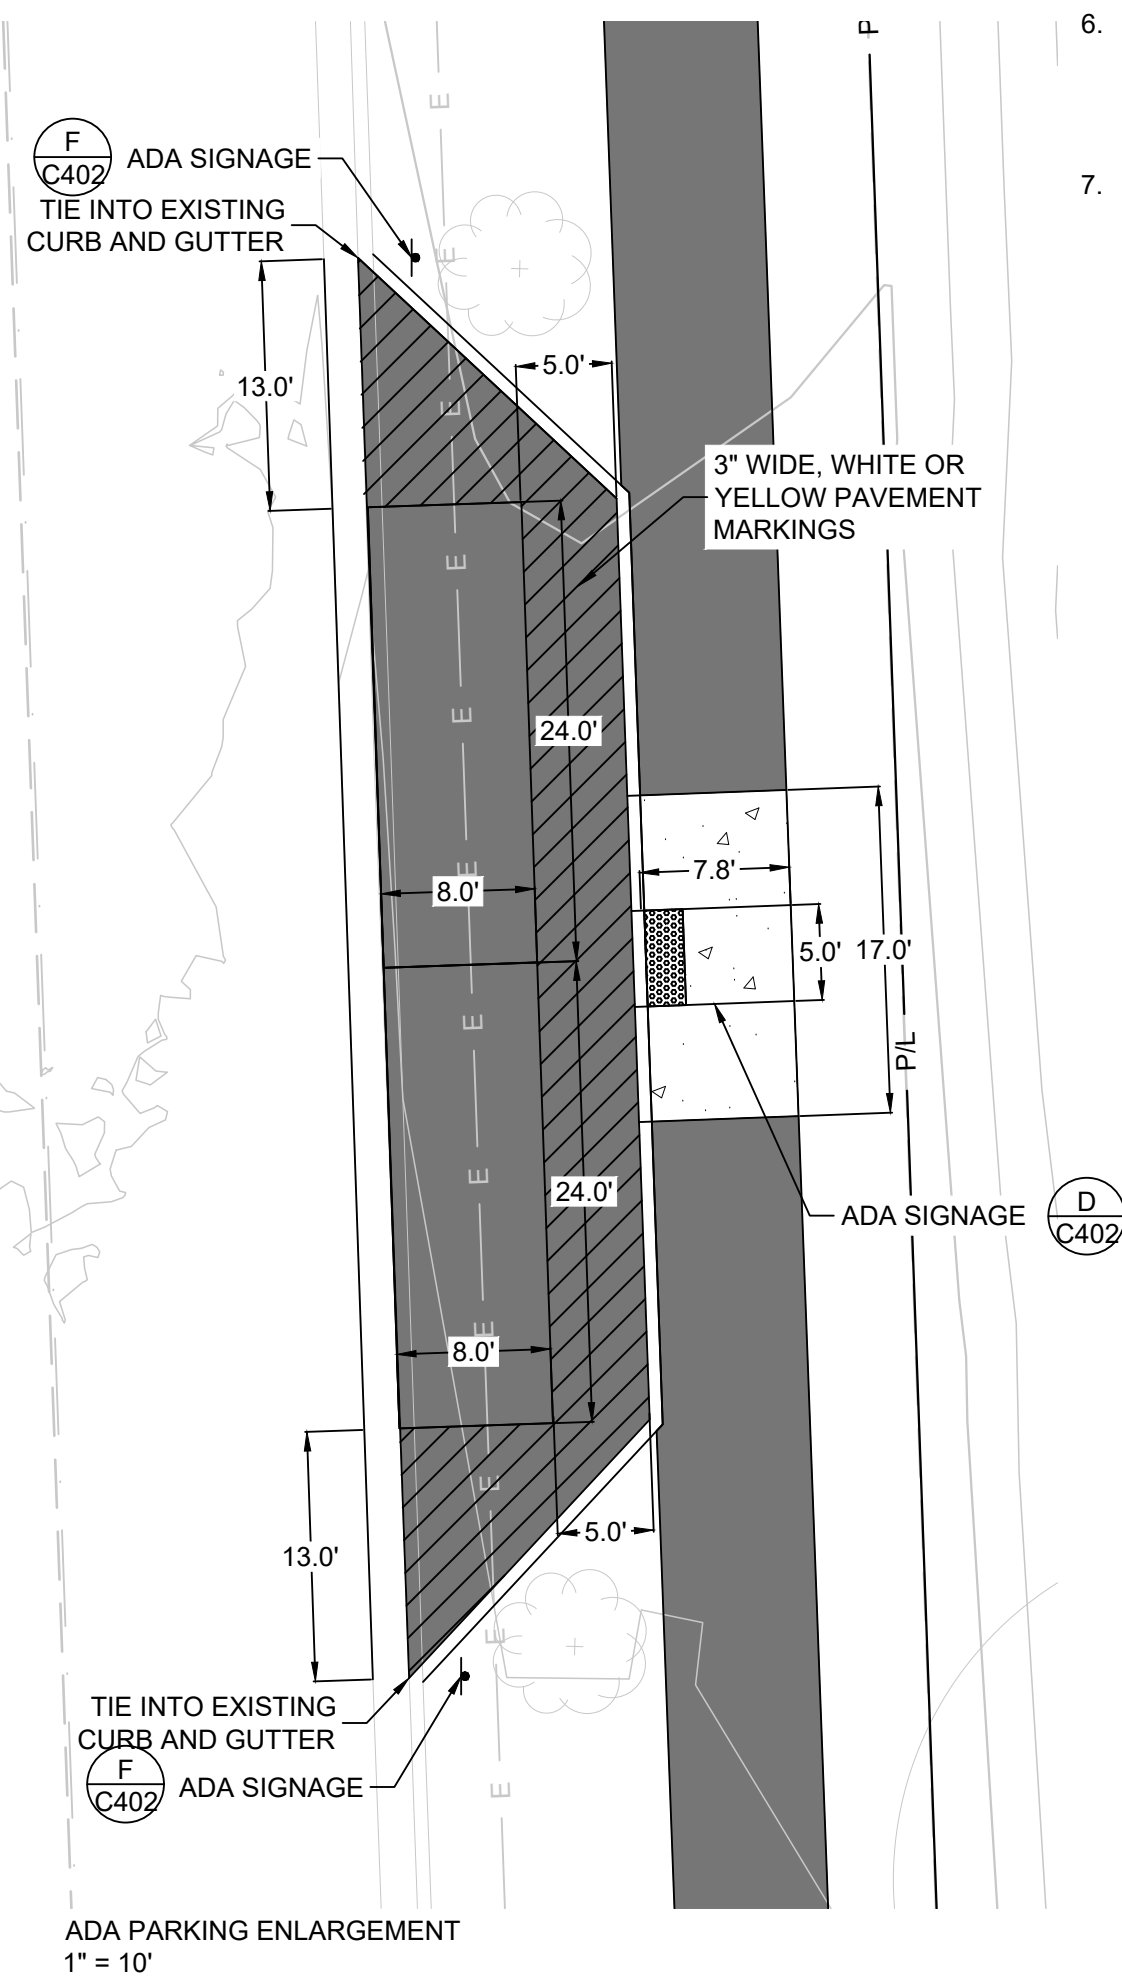 6.
P
E
F
C402
ADA SIGNAGE
7.
TIE INTO EXISTING
CURB AND GUTTER
E
5.0'
13.0'
E
3" WIDE, WHITE OR
YELLOW PAVEMENT
MARKINGS
E
E
24.0'
E
7.8'
8.0'
5.0'
17.0'
E
P/L
E
24.0'
D
C402
ADA SIGNAGE
E
8.0'
E
5.0'
13.0'
E
TIE INTO EXISTING
CURB AND GUTTER
F
C402
ADA SIGNAGE
E
ADA PARKING ENLARGEMENT
1" = 10'